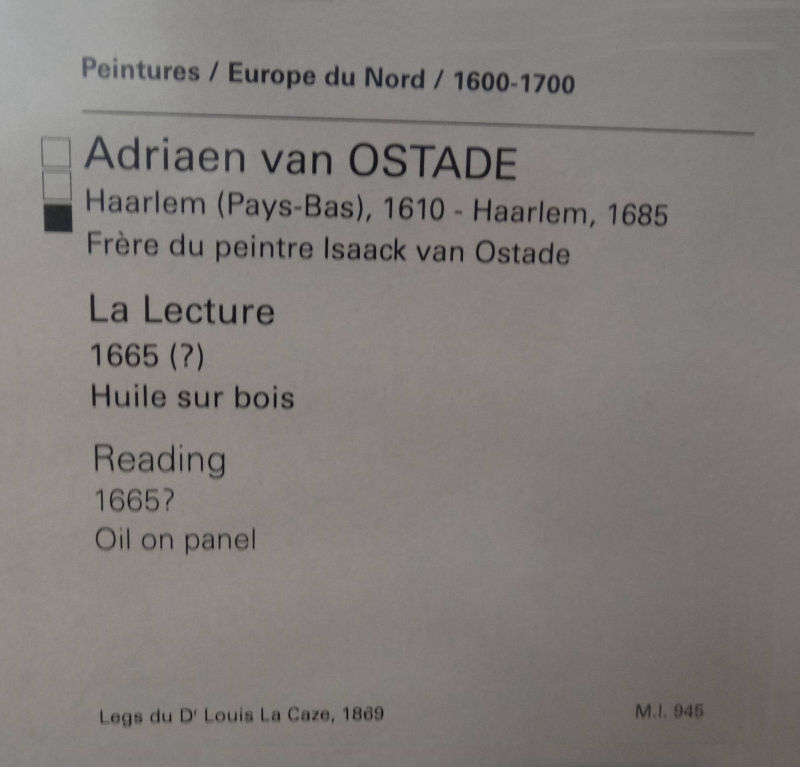 Peintures / Europe du Nord / 1600-1700
Adriaen van OSTADE
Haarlem (Pays-Bas), 1610 - Haarlem, 1685
Frère du peintre Isaack van Ostade
La Lecture
1665 (?)
Huile sur bois
Reading
1665?
Oil on panel
Legs du Dr Louis La Caze, 1869
M.I. 945